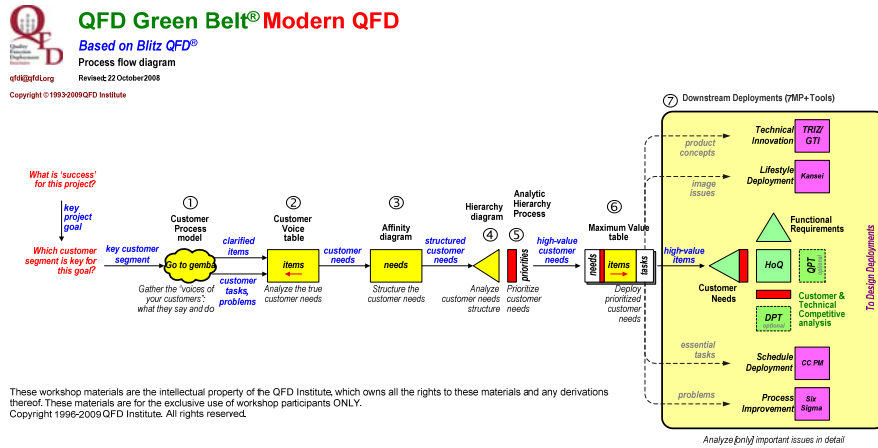 QFD Green Belt® Modern QFD
Based on Blitz QFD®
Process flow diagram
Revised; 22 October 2008
QFD
Quality
Function
Deployment
Institute
qfdi@qfdi.org
Copyright © 1993-2009 QFD Institute
What is 'success'
for this project?
key
project
goal
Which customer
segment is key for
this goal?
key customer
segment
①
Customer
Process
model
Go to gemba
Gather the "voices of
your customers":
what they say and do
clarified
items
customer
tasks,
problems
②
Customer
Voice
table
items
Analyze the true
customer needs
customer
needs
③
Affinity
diagram
needs
Structure the
customer needs
structured
customer
needs
Hierarchy
diagram
④
Analyze
customer needs
structure
Analytic
Hierarchy
Process
⑤
priorities
Prioritize
customer
needs
high-value
customer
needs
⑥
Maximum Value
table
needs
items
tasks
Deploy
prioritized
customer
needs
⑦ Downstream Deployments (7MP+Tools)
product
concepts
Technical
Innovation
TRIZ/
GTI
image
issues
Lifestyle
Deployment
Kansei
high-value
items
Functional
Requirements
Customer
Needs
HoQ
QPT
optional
Customer &
Technical
Competitive
analysis
DPT
optional
To Design Deployments
essential
tasks
Schedule
Deployment
CC PM
problems
Process
Improvement
Six
Sigma
Analyze [only] important issues in detail
These workshop materials are the intellectual property of the QFD Institute, which owns all the rights to these materials and any derivations
thereof. These materials are for the exclusive use of workshop participants ONLY.
Copyright 1996-2009 QFD Institute. All rights reserved.